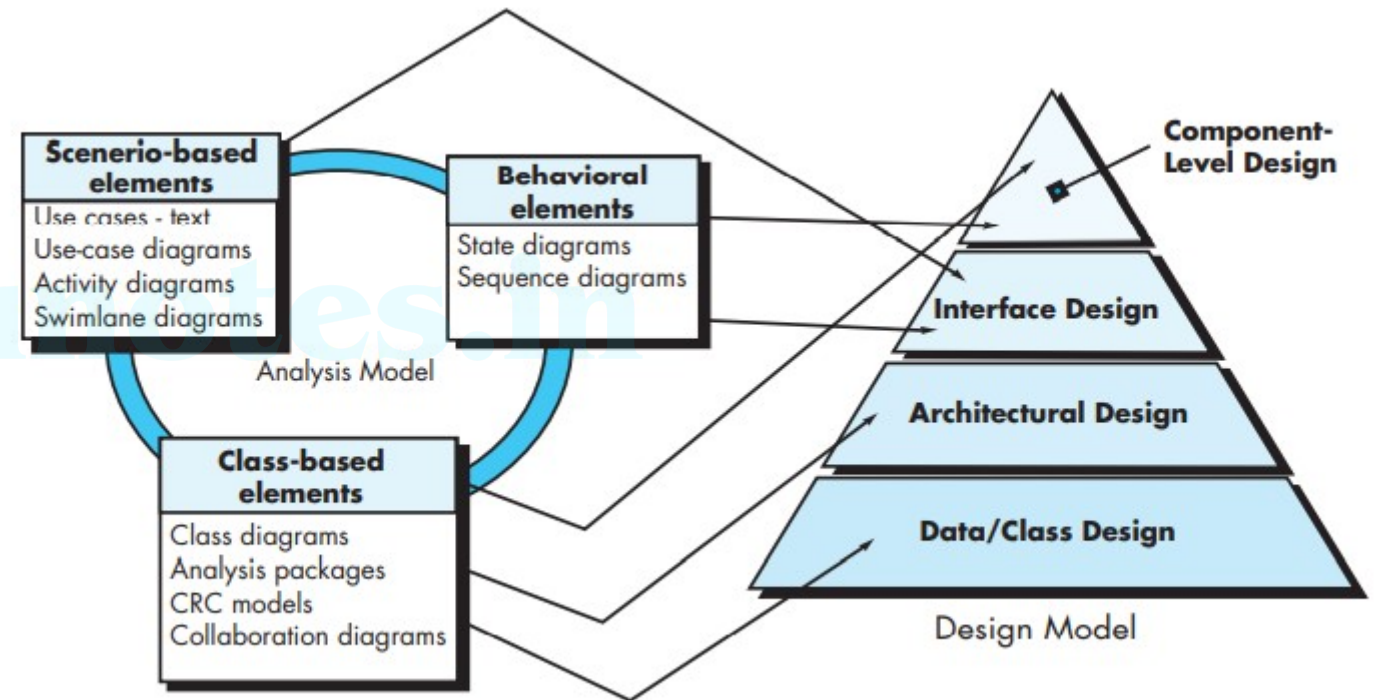 Scenerio-based
elements
Use cases - text
Use-case diagrams
Activity diagrams
Swimlane diagrams
Behavioral
elements
State diagrams
Sequence diagrams
Analysis Model
Class-based
elements
Class diagrams
Analysis packages
CRC models
Collaboration diagrams
Component-
Level Design
Interface Design
Architectural Design
Data/Class Design
Design Model
notes.in